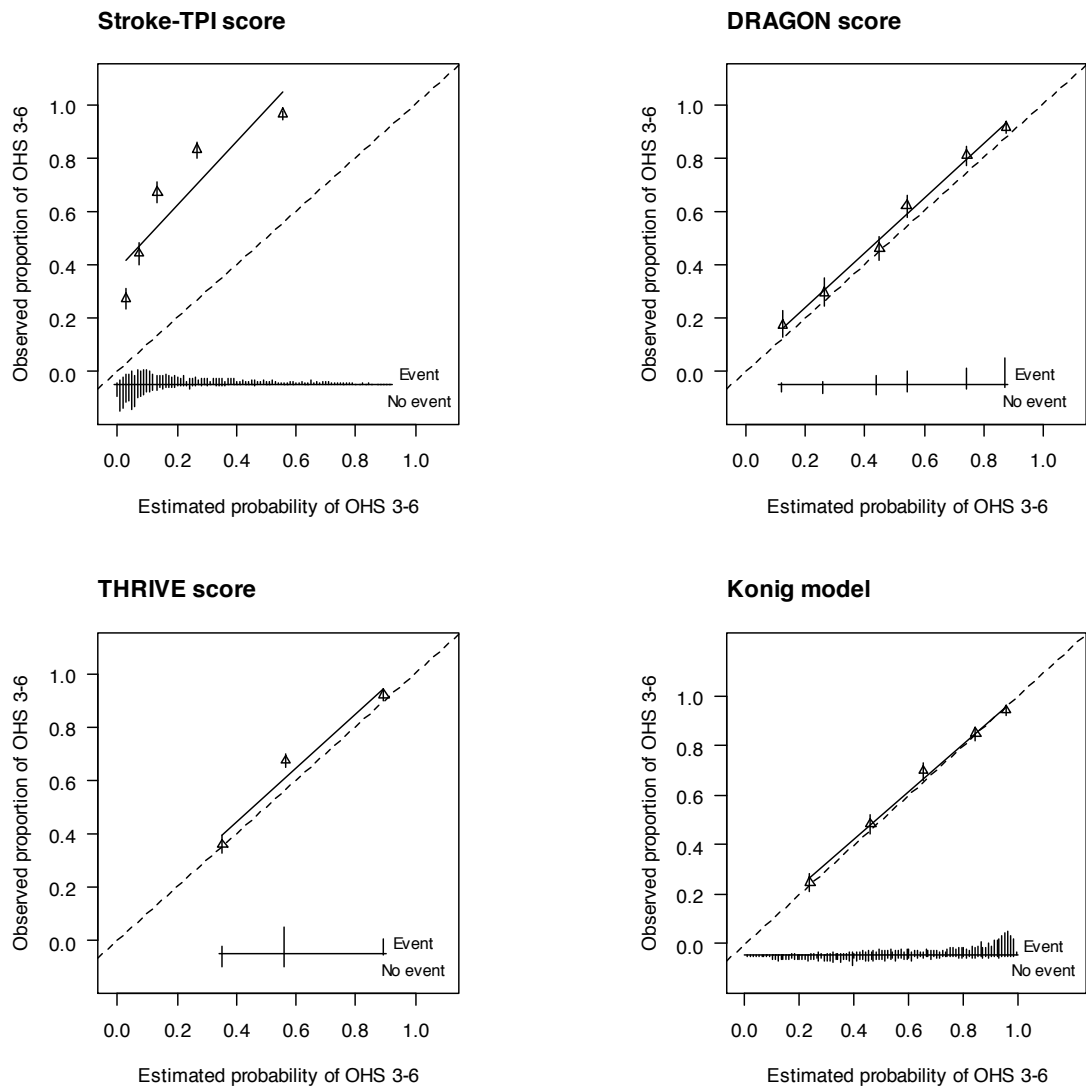 Stroke-TPI score
Observed proportion of OHS 3-6
1.0
0.8
0.6
0.4
0.2
0.0
Event
No event
0.0 0.2 0.4 0.6 0.8 1.0
Estimated probability of OHS 3-6
DRAGON score
Observed proportion of OHS 3-6
1.0
0.8
0.6
0.4
0.2
0.0
Event
No event
0.0 0.2 0.4 0.6 0.8 1.0
Estimated probability of OHS 3-6
THRIVE score
Observed proportion of OHS 3-6
1.0
0.8
0.6
0.4
0.2
0.0
Event
No event
0.0 0.2 0.4 0.6 0.8 1.0
Estimated probability of OHS 3-6
Konig model
Observed proportion of OHS 3-6
1.0
0.8
0.6
0.4
0.2
0.0
Event
No event
0.0 0.2 0.4 0.6 0.8 1.0
Estimated probability of OHS 3-6